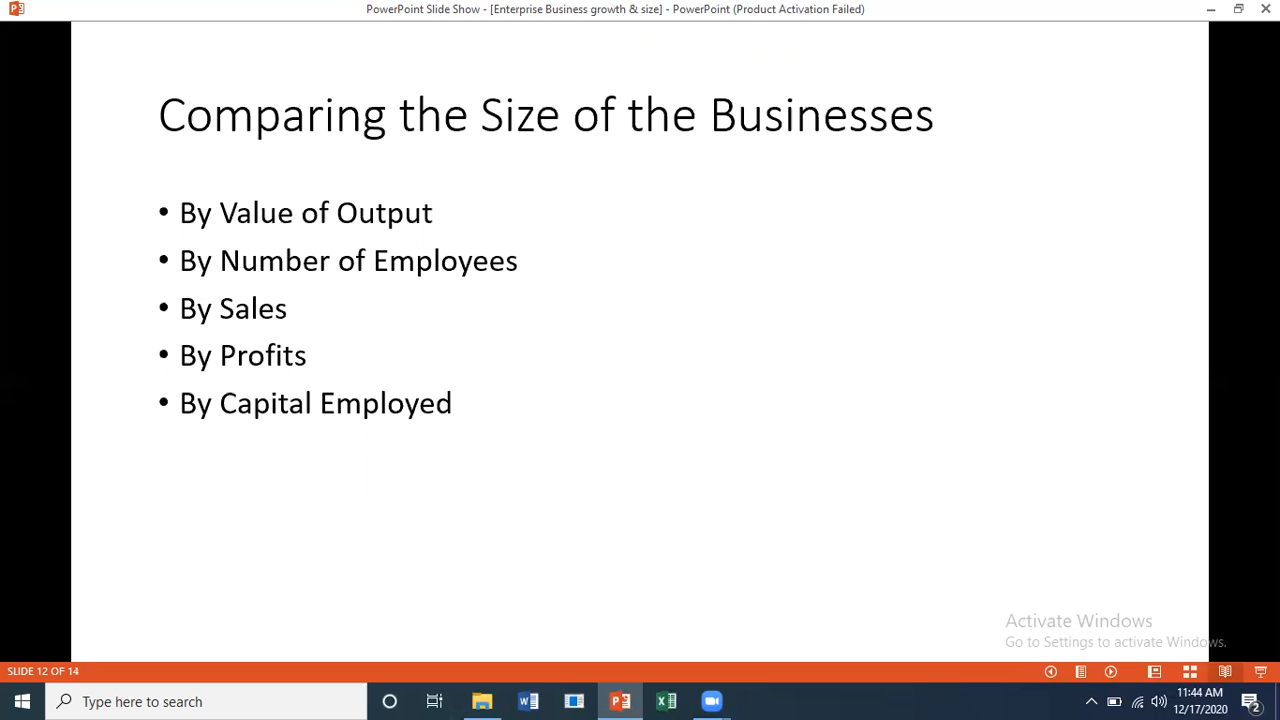 PowerPoint Slide Show - [Enterprise Business growth & size] - PowerPoint (Product Activation Failed)
Comparing the Size of the Businesses
• By Value of Output
• By Number of Employees
• By Sales
• By Profits
• By Capital Employed
Activate Windows
Go to Settings to activate Windows.
SLIDE 12 OF 14
Type here to search
11:44 AM
12/17/2020
2